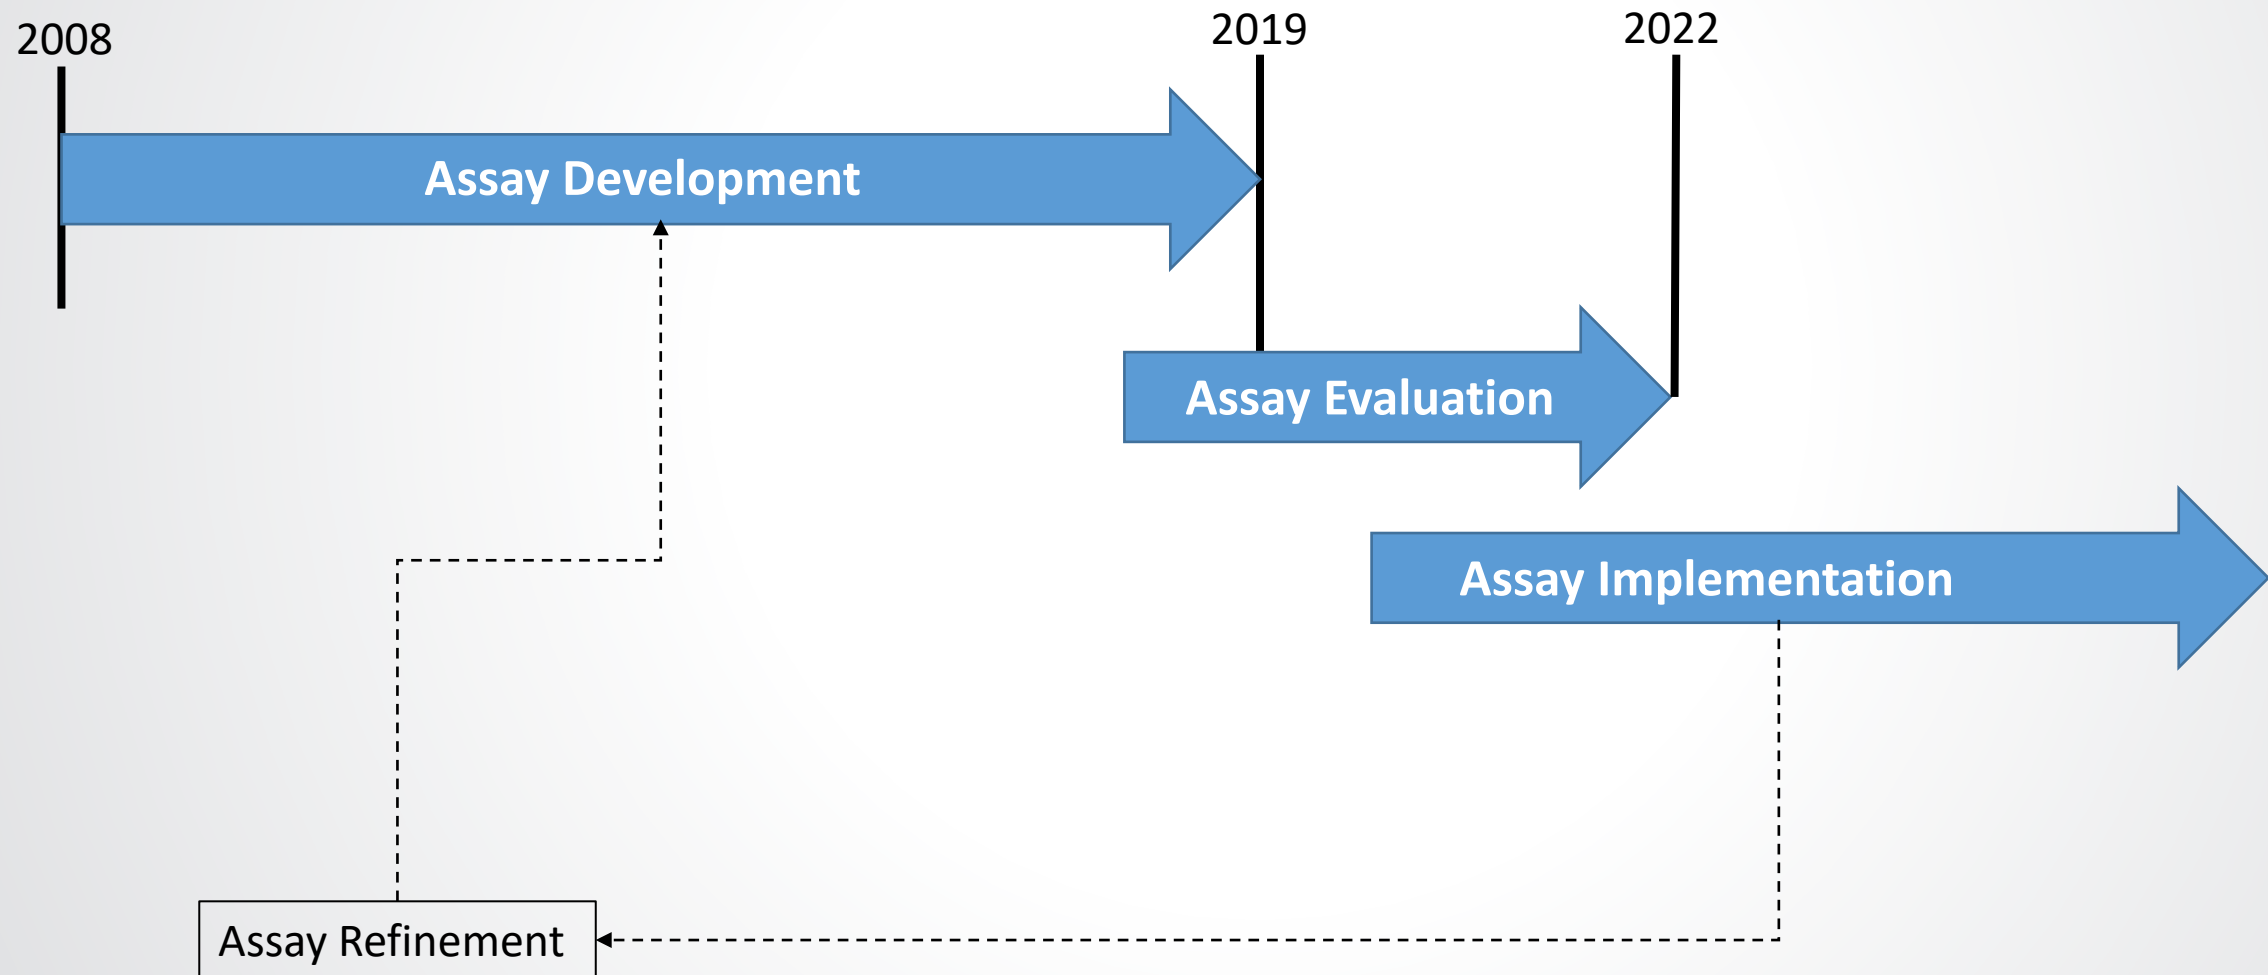 2008
2019
2022
Assay Development
Assay Evaluation
Assay Implementation
Assay Refinement